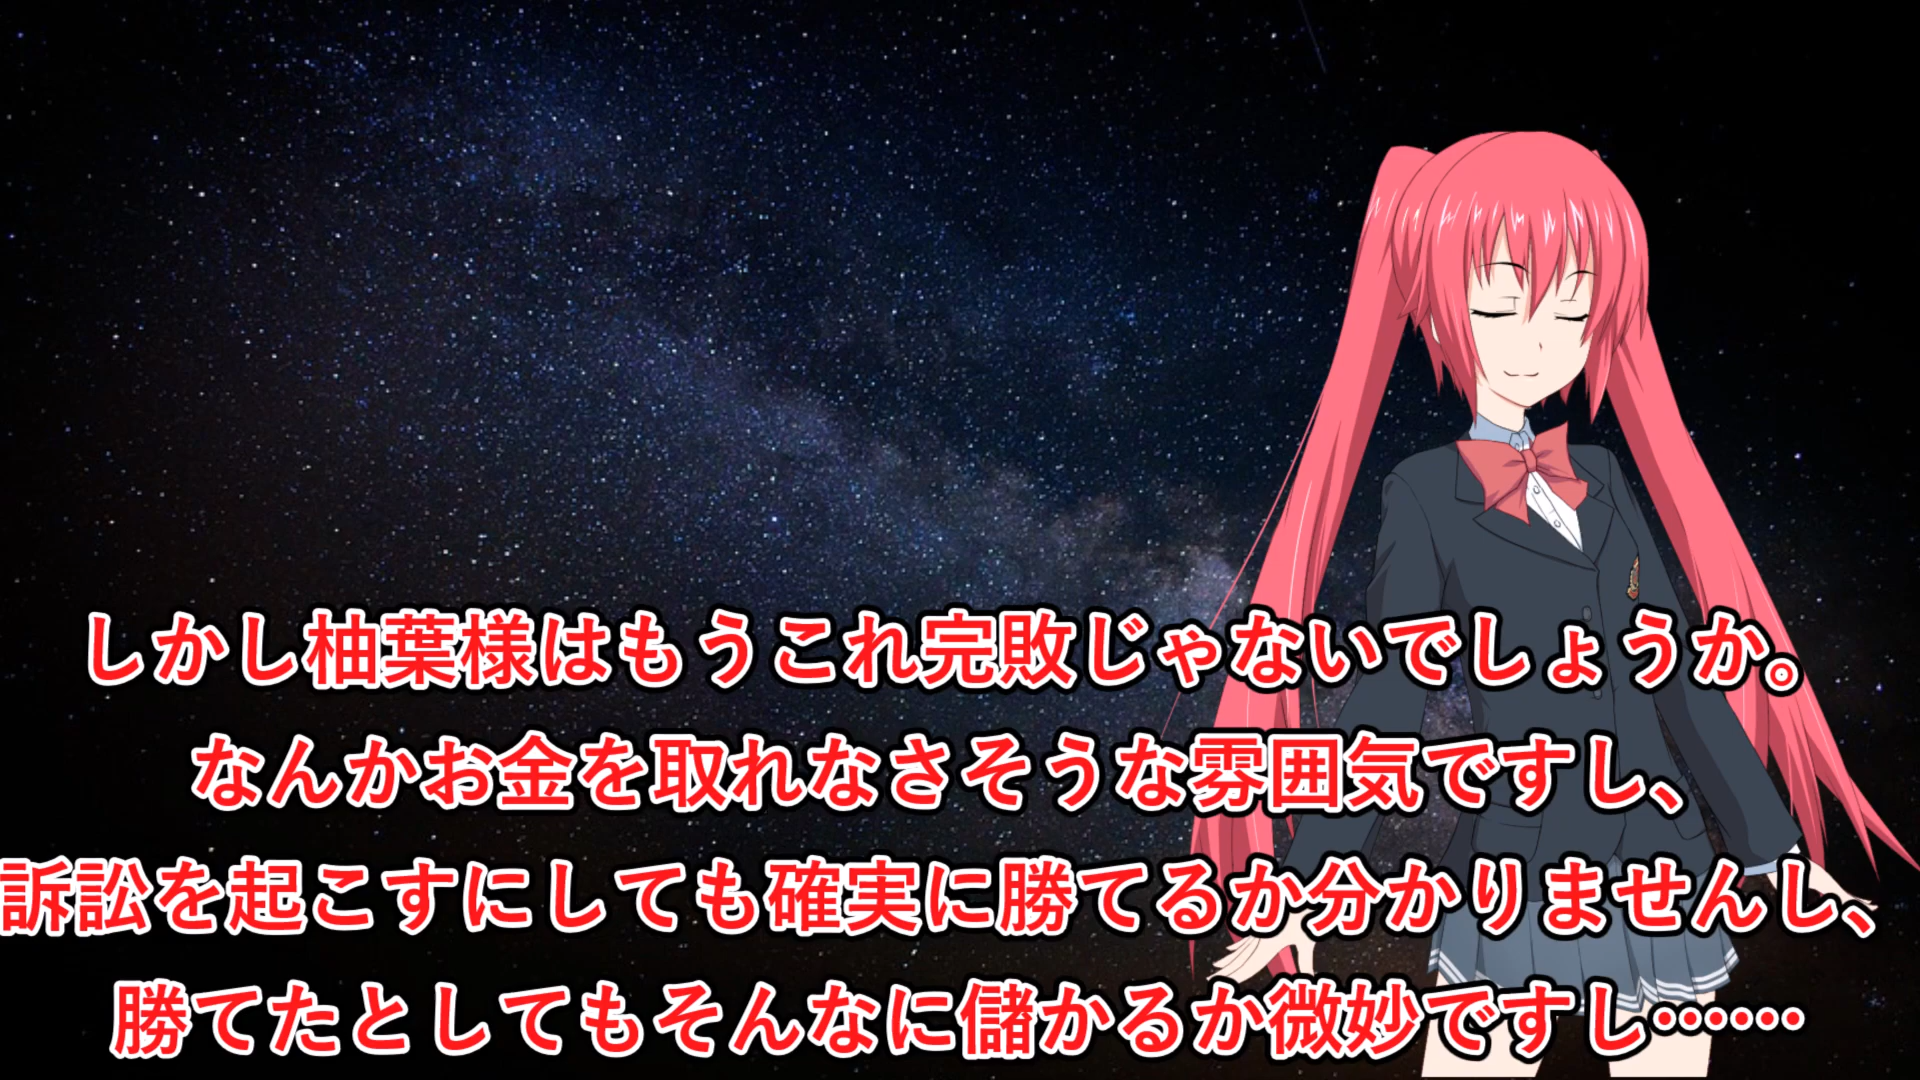 しかし柚葉様はもうこれ完敗じゃないでしょうか。
なんかお金を取れなさそうな雰囲気ですし、
訴訟を起こすにしても確実に勝てるか分かりませんし、
勝てたとしてもそんなに儲かるか微妙ですし……